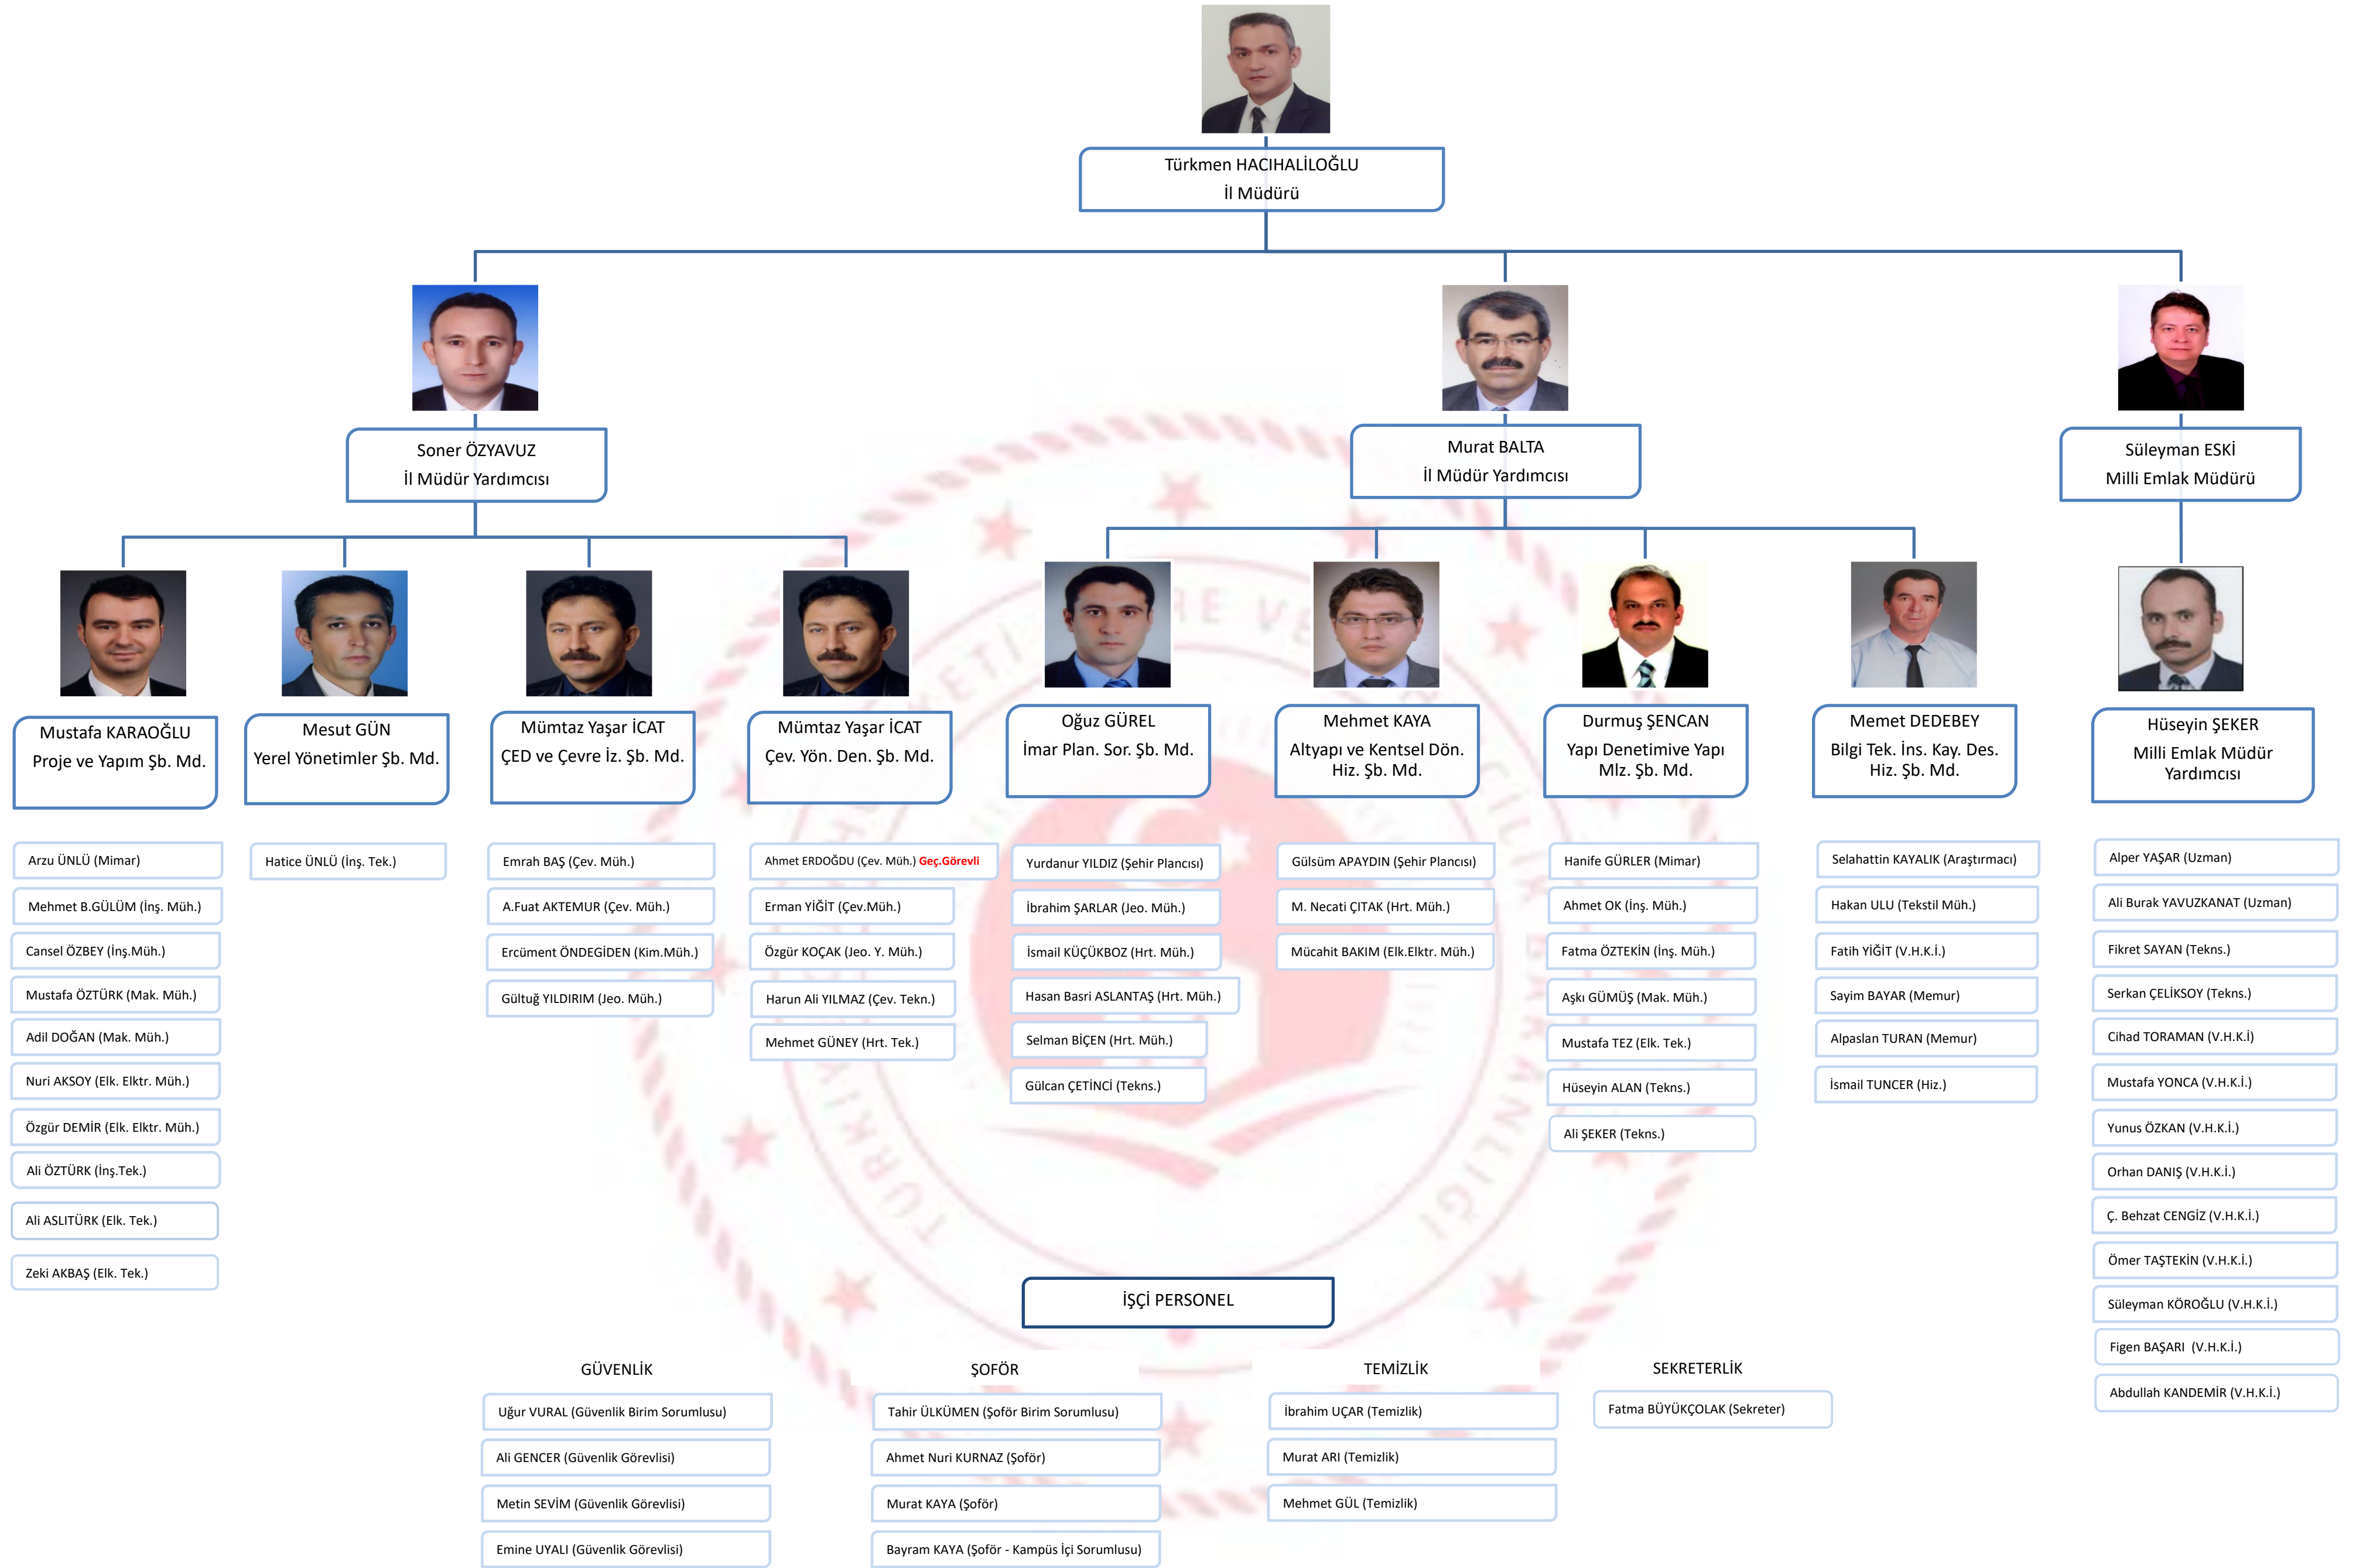 Türkmen HACIHALİLOĞLU
İl Müdürü
Soner ÖZYAVUZ
İl Müdür Yardımcısı
Murat BALTA
İl Müdür Yardımcısı
Süleyman ESKİ
Milli Emlak Müdürü
Mustafa KARAOĞLU
Proje ve Yapım Şb. Md.
Mesut GÜN
Yerel Yönetimler Şb. Md.
Mümtaz Yaşar İCAT
ÇED ve Çevre İz. Şb. Md.
Mümtaz Yaşar İCAT
Çev. Yön. Den. Şb. Md.
Oğuz GÜREL
İmar Plan. Sor. Şb. Md.
Mehmet KAYA
Altyapı ve Kentsel Dön.
Hiz. Şb. Md.
Durmuş ŞENCAN
Yapı Denetimive Yapı
Mlz. Şb. Md.
Memet DEDEBEY
Bilgi Tek. İns. Kay. Des.
Hiz. Şb. Md.
Hüseyin ŞEKER
Milli Emlak Müdür
Yardımcısı
Arzu ÜNLÜ (Mimar)
Mehmet B.GÜLÜM (İnş. Müh.)
Cansel ÖZBEY (İnş.Müh.)
Mustafa ÖZTÜRK (Mak. Müh.)
Adil DOĞAN (Mak. Müh.)
Nuri AKSOY (Elk. Elktr. Müh.)
Özgür DEMİR (Elk. Elktr. Müh.)
Ali ÖZTÜRK (İnş.Tek.)
Ali ASLITÜRK (Elk. Tek.)
Zeki AKBAŞ (Elk. Tek.)
Hatice ÜNLÜ (İnş. Tek.)
Emrah BAŞ (Çev. Müh.)
A.Fuat AKTEMUR (Çev. Müh.)
Ercüment ÖNDEGİDEN (Kim.Müh.)
Gültuğ YILDIRIM (Jeo. Müh.)
Ahmet ERDOĞDU (Çev. Müh.) Geç.Görevli
Erman YİĞİT (Çev.Müh.)
Özgür KOÇAK (Jeo. Y. Müh.)
Harun Ali YILMAZ (Çev. Tekn.)
Mehmet GÜNEY (Hrt. Tek.)
Yurdanur YILDIZ (Şehir Plancısı)
İbrahim ŞARLAR (Jeo. Müh.)
İsmail KÜÇÜKBOZ (Hrt. Müh.)
Hasan Basri ASLANTAŞ (Hrt. Müh.)
Selman BİÇEN (Hrt. Müh.)
Gülcan ÇETİNCİ (Tekns.)
Gülsüm APAYDIN (Şehir Plancısı)
M. Necati ÇITAK (Hrt. Müh.)
Mücahit BAKIM (Elk.Elktr. Müh.)
Hanife GÜRLER (Mimar)
Ahmet OK (İnş. Müh.)
Fatma ÖZTEKİN (İnş. Müh.)
Aşkı GÜMÜŞ (Mak. Müh.)
Mustafa TEZ (Elk. Tek.)
Hüseyin ALAN (Tekns.)
Ali ŞEKER (Tekns.)
Selahattin KAYALIK (Araştırmacı)
Hakan ULU (Tekstil Müh.)
Fatih YİĞİT (V.H.K.İ.)
Sayim BAYAR (Memur)
Alpaslan TURAN (Memur)
İsmail TUNCER (Hiz.)
Alper YAŞAR (Uzman)
Ali Burak YAVUZKANAT (Uzman)
Fikret SAYAN (Tekns.)
Serkan ÇELİKSOY (Tekns.)
Cihad TORAMAN (V.H.K.İ)
Mustafa YONCA (V.H.K.İ.)
Yunus ÖZKAN (V.H.K.İ.)
Orhan DANIŞ (V.H.K.İ.)
Ç. Behzat CENGİZ (V.H.K.İ.)
Ömer TAŞTEKİN (V.H.K.İ.)
Süleyman KÖROĞLU (V.H.K.İ.)
Figen BAŞARI (V.H.K.İ.)
Abdullah KANDEMİR (V.H.K.İ.)
İŞÇİ PERSONEL
GÜVENLİK
Uğur VURAL (Güvenlik Birim Sorumlusu)
Ali GENCER (Güvenlik Görevlisi)
Metin SEVİM (Güvenlik Görevlisi)
Emine UYALI (Güvenlik Görevlisi)
ŞOFÖR
Tahir ÜLKÜMEN (Şoför Birim Sorumlusu)
Ahmet Nuri KURNAZ (Şoför)
Murat KAYA (Şoför)
Bayram KAYA (Şoför - Kampüs İçi Sorumlusu)
TEMİZLİK
İbrahim UÇAR (Temizlik)
Murat ARI (Temizlik)
Mehmet GÜL (Temizlik)
SEKRETERLİK
Fatma BÜYÜKÇOLAK (Sekreter)